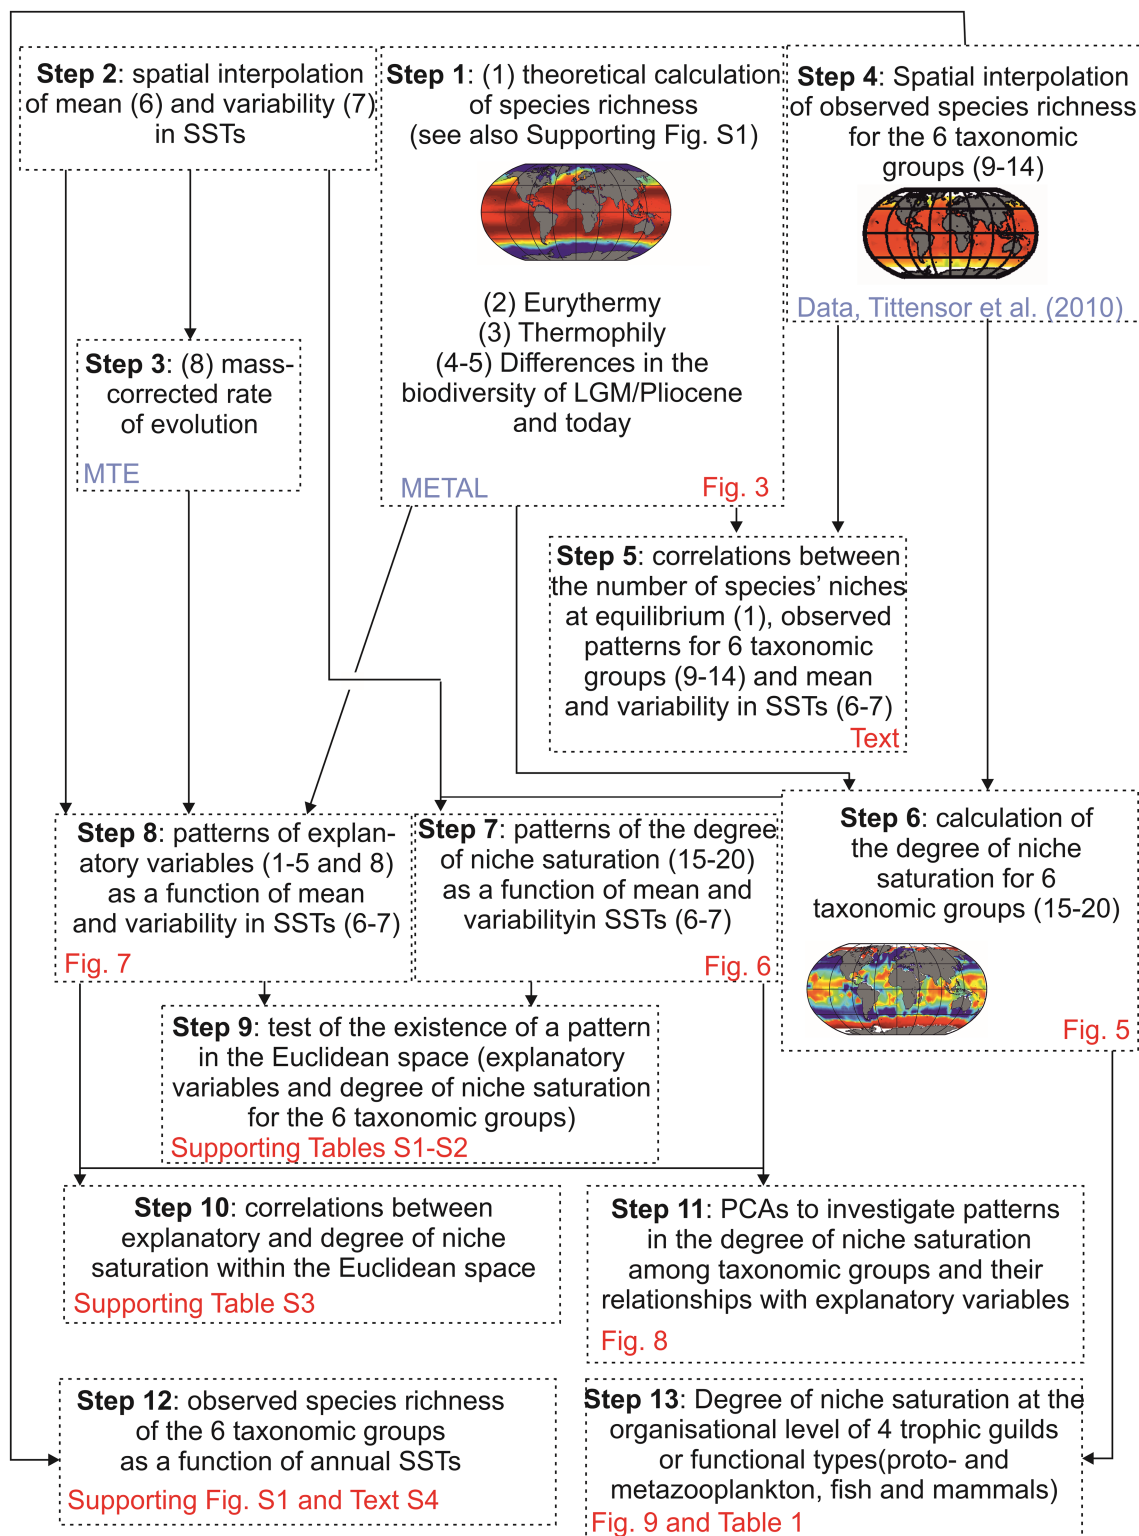 Step 2: spatial interpolation
of mean (6) and variability (7)
in SSTs
Step 1: (1) theoretical calculation
of species richness
(see also Supporting Fig. S1)
(2) Eurythermy
(3) Thermophily
(4-5) Differences in the
biodiversity of LGM/Pliocene
and today
METAL
Fig. 3
Step 4: Spatial interpolation
of observed species richness
for the 6 taxonomic
groups (9-14)
Data, Tittensor et al. (2010)
Step 3: (8) mass-
corrected rate
of evolution
MTE
Step 5: correlations between
the number of species’ niches
at equilibrium (1), observed
patterns for 6 taxonomic
groups (9-14) and mean
and variability in SSTs (6-7)
Text
Step 8: patterns of explan-
atory variables (1-5 and 8)
as a function of mean
and variability in SSTs (6-7)
Fig. 7
Step 7: patterns of the degree
of niche saturation (15-20)
as a function of mean and
variabilityin SSTs (6-7)
Fig. 6
Step 6: calculation of
the degree of niche
saturation for 6
taxonomic groups (15-20)
Fig. 5
Step 9: test of the existence of a pattern
in the Euclidean space (explanatory
variables and degree of niche saturation
for the 6 taxonomic groups)
Supporting Tables S1-S2
Step 10: correlations between
explanatory and degree of niche
saturation within the Euclidean space
Supporting Table S3
Step 11: PCAs to investigate patterns
in the degree of niche saturation
among taxonomic groups and their
relationships with explanatory variables
Fig. 8
Step 12: observed species richness
of the 6 taxonomic groups
as a function of annual SSTs
Supporting Fig. S1 and Text S4
Step 13: Degree of niche saturation at the
organisational level of 4 trophic guilds
or functional types(proto- and
metazooplankton, fish and mammals)
Fig. 9 and Table 1